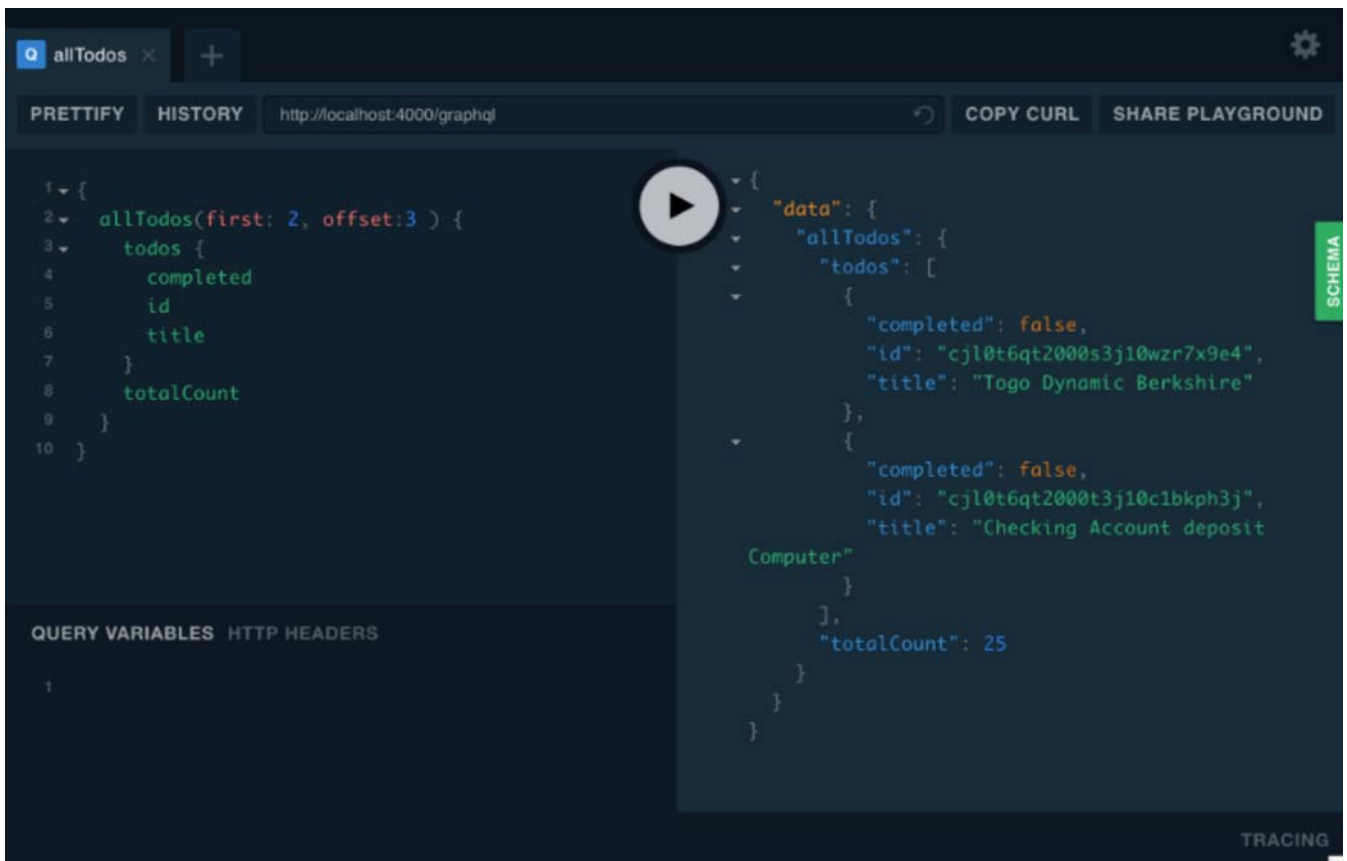 Q allTodos × +
PRETTIFY HISTORY http://localhost:4000/graphql COPY CURL SHARE PLAYGROUND
1 {
2 allTodos(first: 2, offset:3 ) {
3 todos {
4 completed
5 id
6 title
7 }
8 totalCount
9 }
10 }
QUERY VARIABLES HTTP HEADERS
1
{
"data": {
"allTodos": {
"todos": [
{
"completed": false,
"id": "cjl0t6qt2000s3j10wzr7x9e4",
"title": "Togo Dynamic Berkshire"
},
{
"completed": false,
"id": "cjl0t6qt2000t3j10c1bkph3j",
"title": "Checking Account deposit
Computer"
}
],
"totalCount": 25
}
}
}
SCHEMA
TRACING